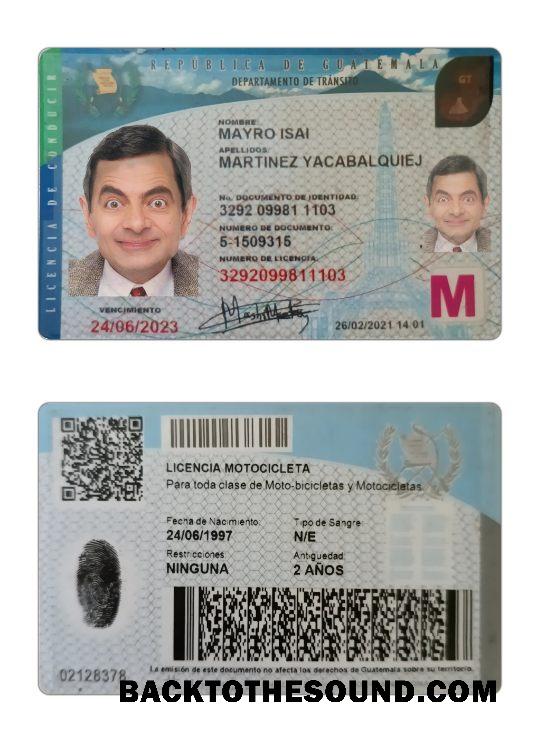 REPÚBLICA DE GUATEMALA
DEPARTAMENTO DE TRÁNSITO
GT
LICENCIA DE CONDUCIR
NOMBRE:
MAYRO ISAI
APELLIDOS:
MARTINEZ YACABALQUIEJ
No. DOCUMENTO DE IDENTIDAD:
3292 09981 1103
NUMERO DE DOCUMENTO:
5-1509315
NUMERO DE LICENCIA:
3292099811103
M
VENCIMIENTO
24/06/2023
26/02/2021 14 01
LICENCIA MOTOCICLETA
Para toda clase de Moto-bicicletas y Motocicletas.
Fecha de Nacimiento:
24/06/1997
Tipo de Sangre:
N/E
Restricciones
NINGUNA
Antiguedad:
2 AÑOS
02128378
La emisión de este documento no afecta los derechos de Guatemala sobre su territorio.
BACKTOTHESOUND.COM